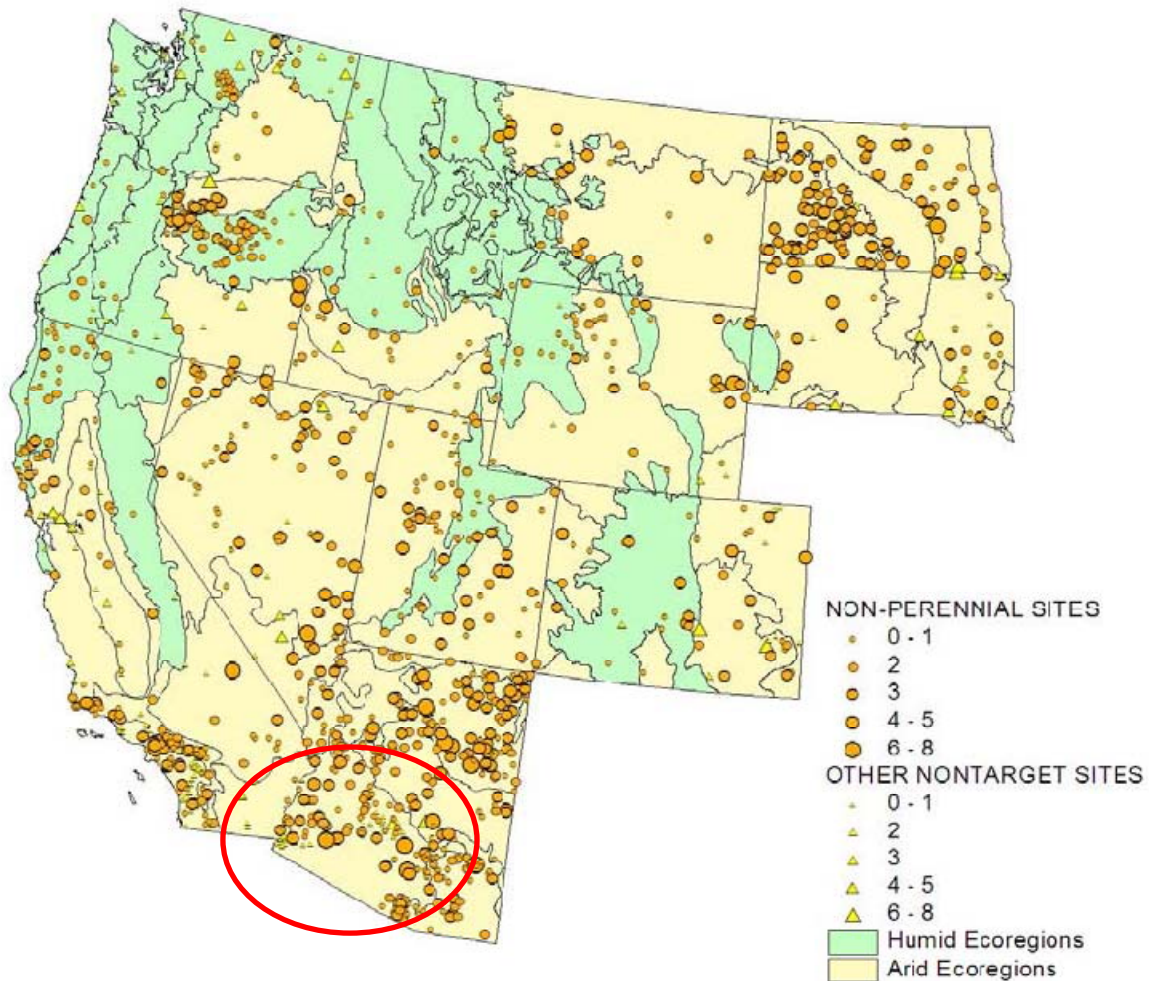 NON-PERENNIAL SITES
0 - 1
2
3
4 - 5
6 - 8
OTHER NONTARGET SITES
0 - 1
2
3
4 - 5
6 - 8
Humid Ecoregions
Arid Ecoregions